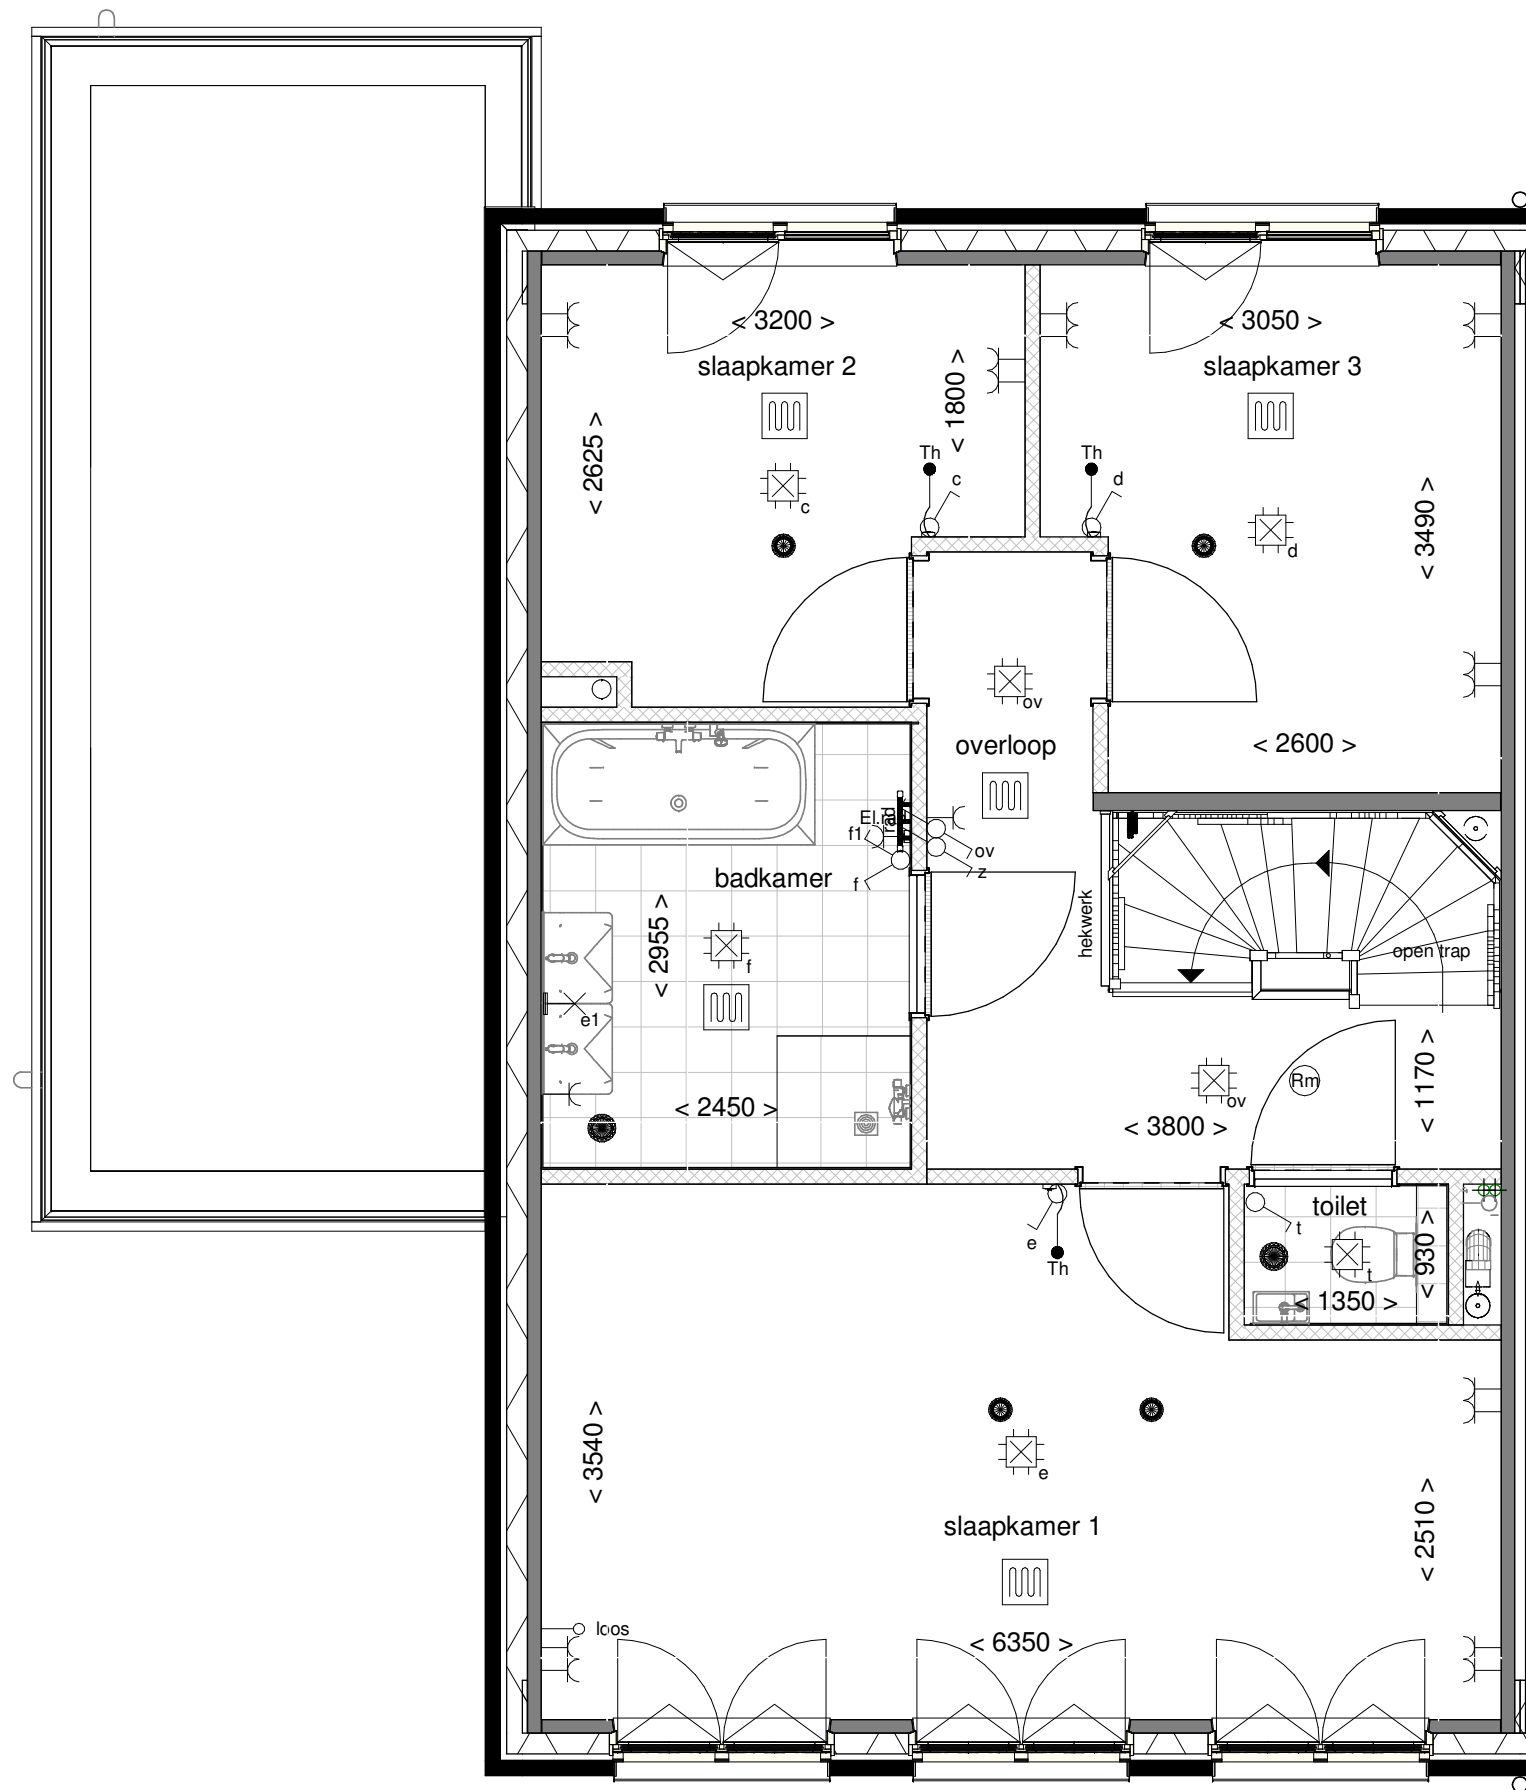 < 3200 >
< 3050 >
slaapkamer 2
slaapkamer 3
< 1800 >
< 2625 >
Th
Th
c
d
c
d
< 3490 >
ov
overloop
< 2600 >
El.rad
rad
f1
ov
z
f
badkamer
hekwerk
< 2955 >
f
open trap
e1
Rm
ov
< 1170 >
< 2450 >
< 3800 >
toilet
t
e
Th
t
< 930 >
< 1350 >
< 3540 >
e
slaapkamer 1
< 2510 >
loos
< 6350 >